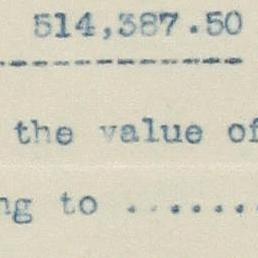 514,387.50
---------------
the value of
ng to ........